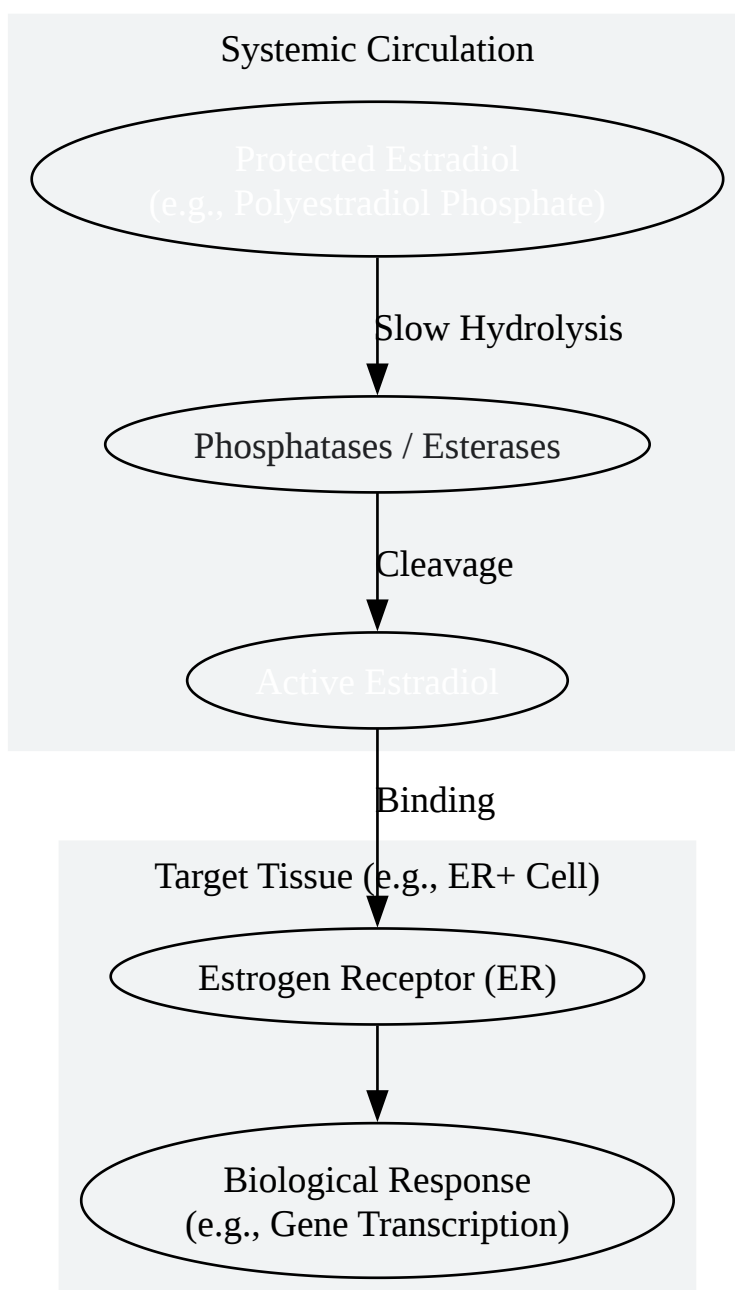 Systemic Circulation
Protected Estradiol
(e.g., Polyestradiol Phosphate)
Slow Hydrolysis
Phosphatases / Esterases
Cleavage
Active Estradiol
Binding
Target Tissue (e.g., ER+ Cell)
Estrogen Receptor (ER)
Biological Response
(e.g., Gene Transcription)